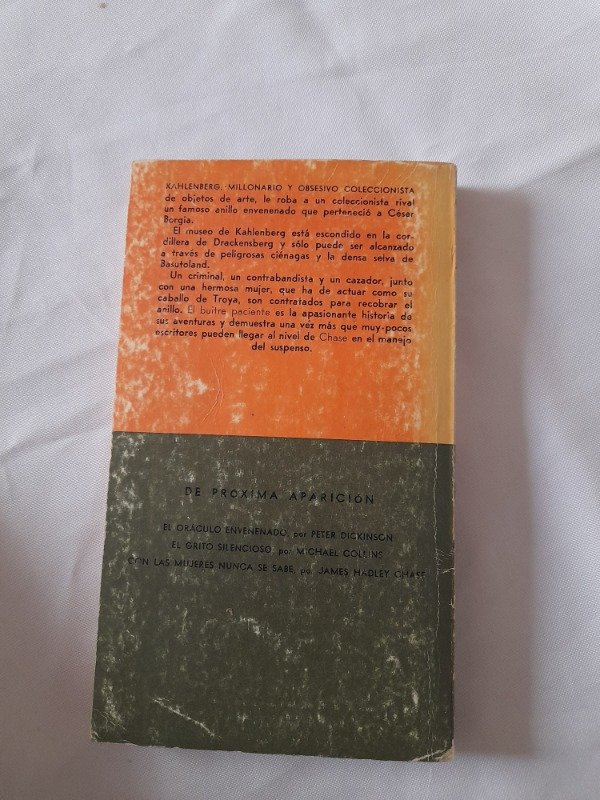 KAHLENBERG, MILLONARIO Y OBSESIVO COLECCIONISTA
de objetos de arte, le roba a un coleccionista rival
un famoso anillo envenenado que perteneció a César
Borgia.
El museo de Kahlenberg está escondido en la cor-
dillera de Drackensberg y sólo puede ser alcanzado
a través de peligrosas ciénagas y la densa selva de
Basutoland.
Un criminal, un contrabandista y un cazador, junto
con una hermosa mujer, que ha de actuar como su
caballo de Troya, son contratados para recobrar el
anillo. El buitre paciente es la apasionante historia de
sus aventuras y demuestra una vez más que muy pocos
escritores pueden llegar al nivel de Chase en el manejo
del suspenso.
DE PROXIMA APARICIÓN
EL ORÁCULO ENVENENADO, por PETER DICKINSON
EL GRITO SILENCIOSO, por MICHAEL COLLINS
CON LAS MUJERES NUNCA SE SABE, por JAMES HADLEY CHASE